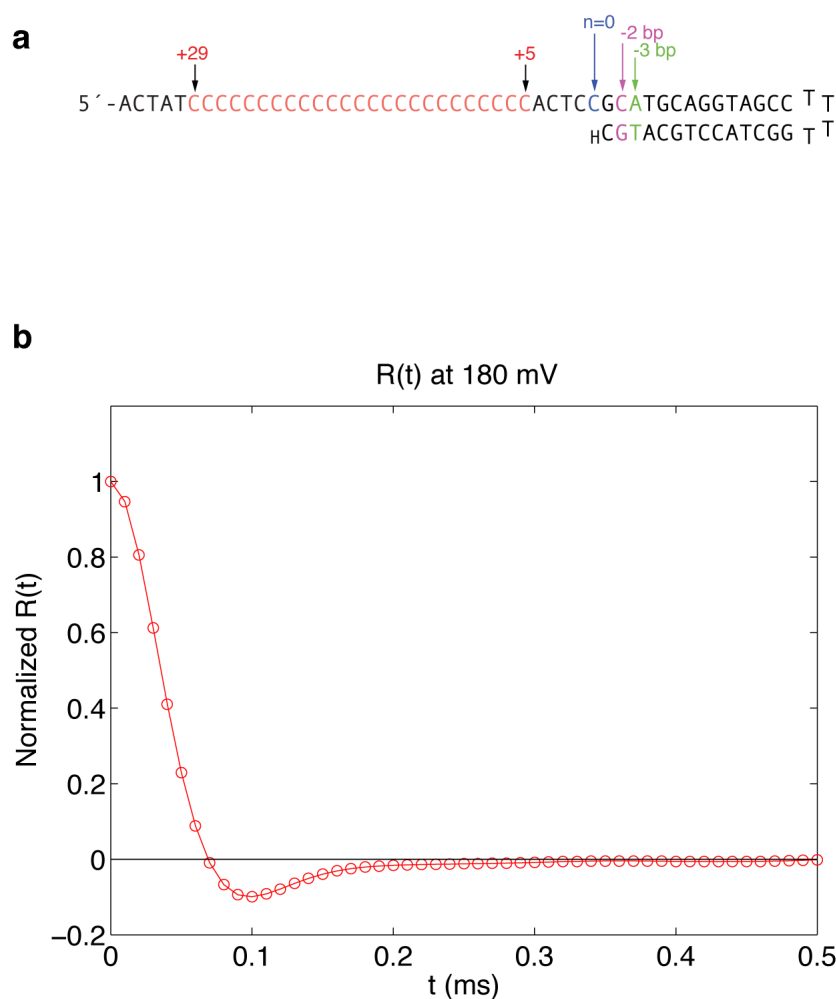 a
n=0
-2 bp
+29
+5
-3 bp
5´-ACTATCCCCCCCCCCCCCCCCCCCCCCCCCACTCCGCATGCAGGTAGCC T T
HCGTACGTCCATCGG T T
b
R(t) at 180 mV
Normalized R(t)
1
0.8
0.6
0.4
0.2
0
−0.2
0 0.1 0.2 0.3 0.4 0.5
t (ms)